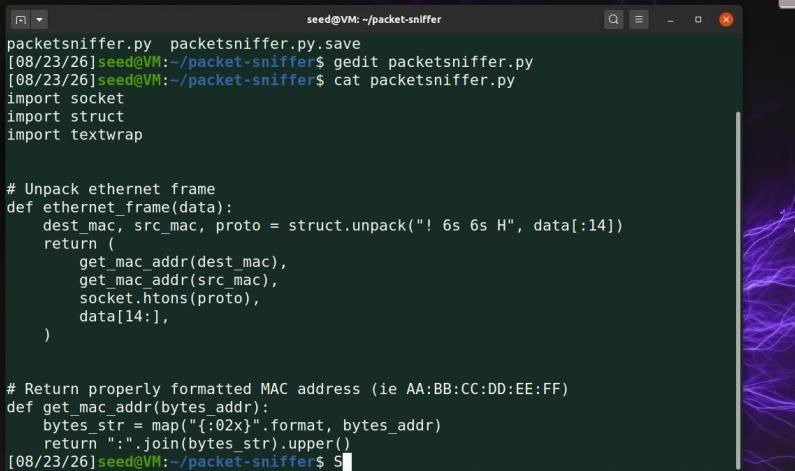 seed@VM: ~/packet-sniffer
packetsniffer.py  packetsniffer.py.save
[08/23/26]seed@VM:~/packet-sniffer$ gedit packetsniffer.py
[08/23/26]seed@VM:~/packet-sniffer$ cat packetsniffer.py
import socket
import struct
import textwrap


# Unpack ethernet frame
def ethernet_frame(data):
    dest_mac, src_mac, proto = struct.unpack("! 6s 6s H", data[:14])
    return (
        get_mac_addr(dest_mac),
        get_mac_addr(src_mac),
        socket.htons(proto),
        data[14:],
    )


# Return properly formatted MAC address (ie AA:BB:CC:DD:EE:FF)
def get_mac_addr(bytes_addr):
    bytes_str = map("{:02x}".format, bytes_addr)
    return ":".join(bytes_str).upper()
[08/23/26]seed@VM:~/packet-sniffer$ S